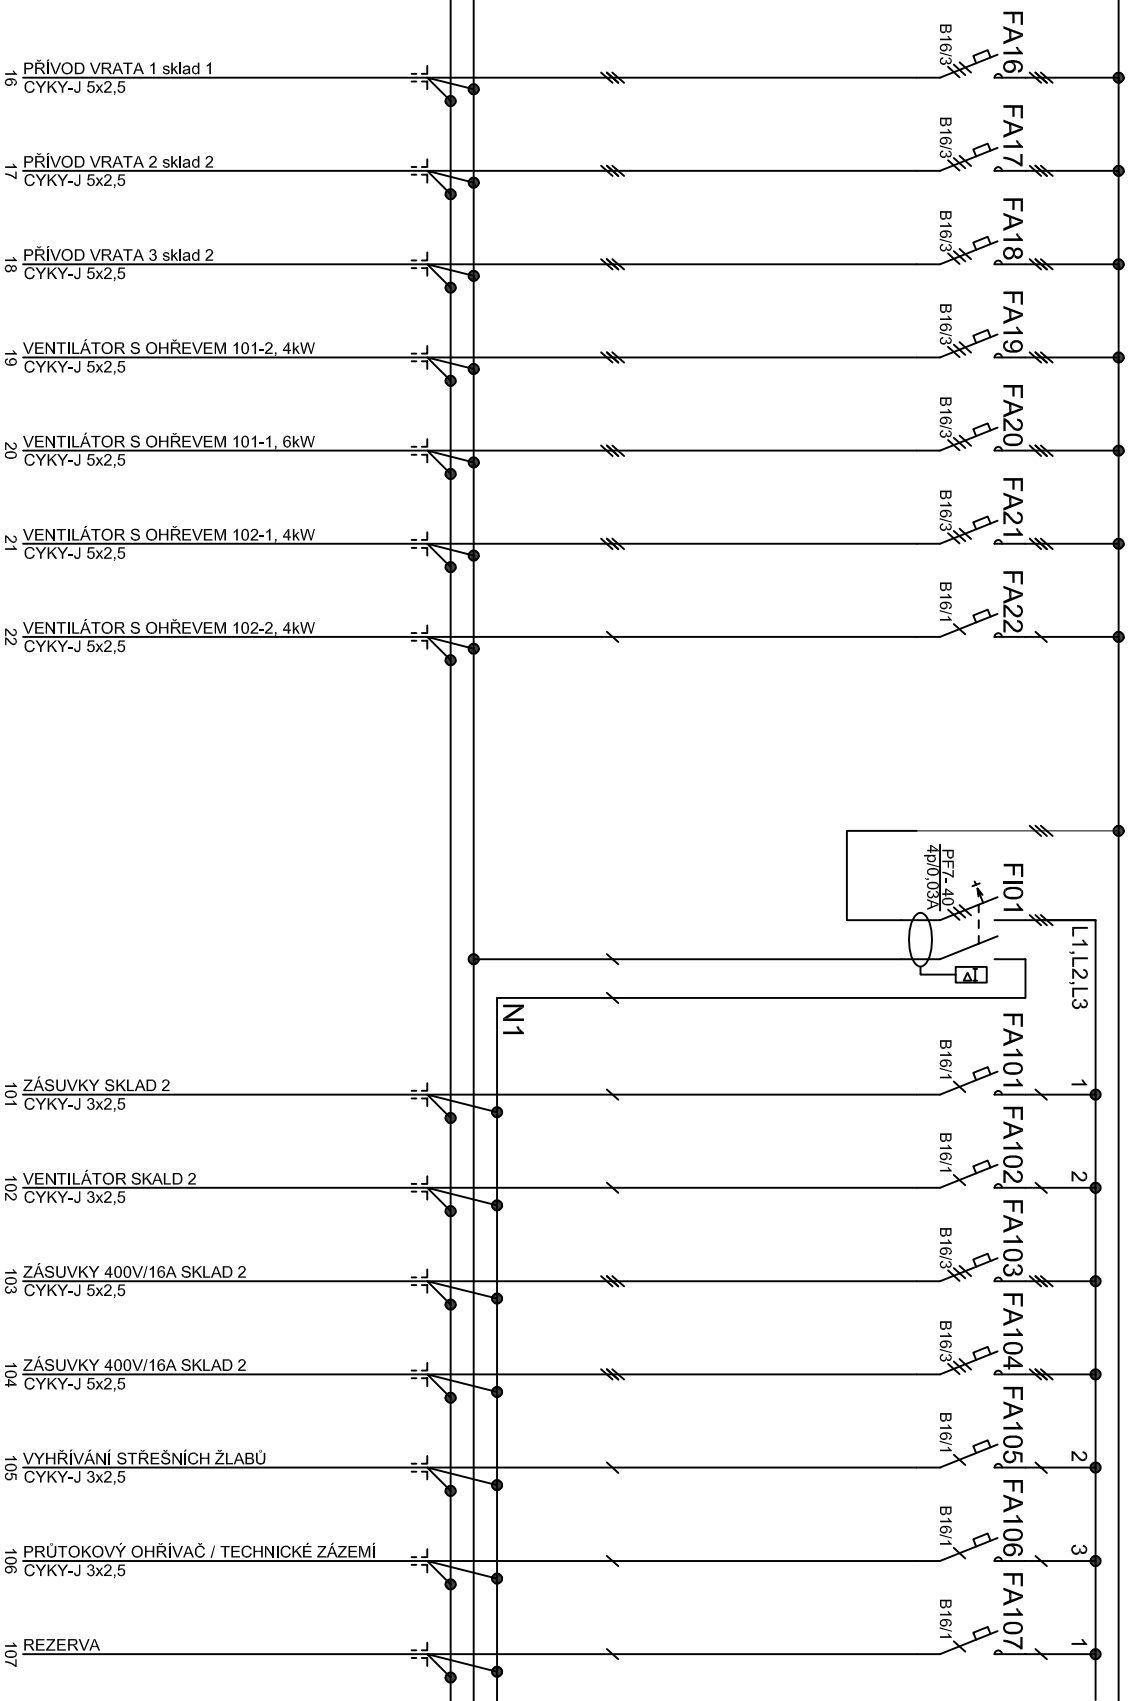 FA16
B16/3
PŘÍVOD VRATA 1 sklad 1
CYKY-J 5x2,5
16
FA17
B16/3
PŘÍVOD VRATA 2 sklad 2
CYKY-J 5x2,5
17
FA18
B16/3
PŘÍVOD VRATA 3 sklad 2
CYKY-J 5x2,5
18
FA19
B16/3
VENTILÁTOR S OHŘEVEM 101-2, 4kW
CYKY-J 5x2,5
19
FA20
B16/3
VENTILÁTOR S OHŘEVEM 101-1, 6kW
CYKY-J 5x2,5
20
FA21
B16/3
VENTILÁTOR S OHŘEVEM 102-1, 4kW
CYKY-J 5x2,5
21
FA22
B16/1
VENTILÁTOR S OHŘEVEM 102-2, 4kW
CYKY-J 5x2,5
22
FI01
PF7-40
4p/0,03A
L1,L2,L3
I∆
N1
FA101
B16/1
1
ZÁSUVKY SKLAD 2
CYKY-J 3x2,5
101
FA102
B16/1
2
VENTILÁTOR SKALD 2
CYKY-J 3x2,5
102
FA103
B16/3
ZÁSUVKY 400V/16A SKLAD 2
CYKY-J 5x2,5
103
FA104
B16/3
ZÁSUVKY 400V/16A SKLAD 2
CYKY-J 5x2,5
104
FA105
B16/1
2
VYHŘÍVÁNÍ STŘEŠNÍCH ŽLABŮ
CYKY-J 3x2,5
105
FA106
B16/1
3
PRŮTOKOVÝ OHŘÍVAČ / TECHNICKÉ ZÁZEMÍ
CYKY-J 3x2,5
106
FA107
B16/1
1
REZERVA
107